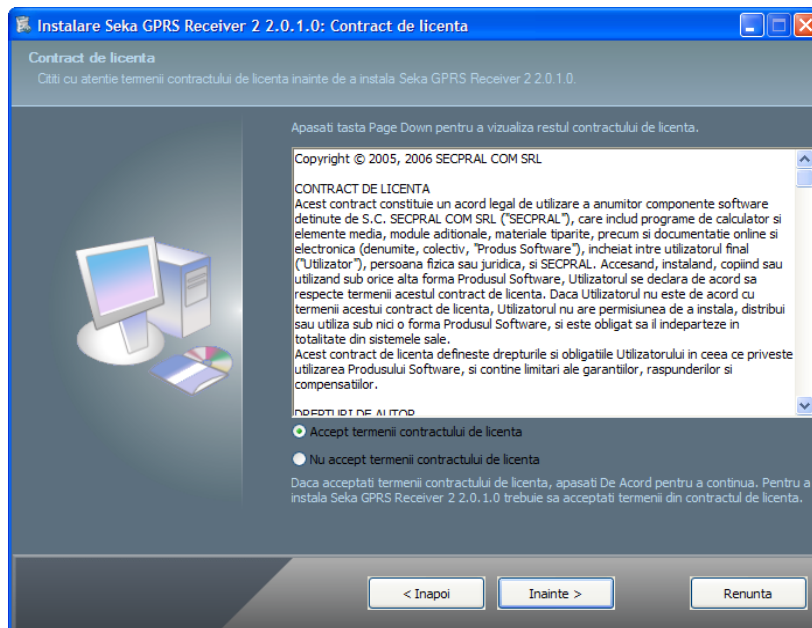 Instalare Seka GPRS Receiver 2 2.0.1.0: Contract de licenta
Contract de licenta
Cititi cu atentie termenii contractului de licenta inainte de a instala Seka GPRS Receiver 2 2.0.1.0.
Apasati tasta Page Down pentru a vizualiza restul contractului de licenta.
Copyright © 2005, 2006 SECPRAL COM SRL
CONTRACT DE LICENTA
Acest contract constituie un acord legal de utilizare a anumitor componente software
detinute de S.C. SECPRAL COM SRL ("SECPRAL"), care includ programe de calculator si
elemente media, module aditionale, materiale tiparite, precum si documentatie online si
electronica (denumite, colectiv, "Produs Software"), incheiat intre utilizatorul final
("Utilizator"), persoana fizica sau juridica, si SECPRAL. Accesand, instaland, copiind sau
utilizand sub orice alta forma Produsul Software, Utilizatorul se declara de acord sa
respecte termenii acestul contract de licenta. Daca Utilizatorul nu este de acord cu
termenii acestui contract de licenta, Utilizatorul nu are permisiunea de a instala, distribui
sau utiliza sub nici o forma Produsul Software, si este obligat sa il indeparteze in
totalitate din sistemele sale.
Acest contract de licenta defineste drepturile si obligatiile Utilizatorului in ceea ce priveste
utilizarea Produsului Software, si contine limitari ale garantiilor, raspunderilor si
compensatiilor.
DREPTURI DE AUTOR
Accept termenii contractului de licenta
Nu accept termenii contractului de licenta
Daca acceptati termenii contractului de licenta, apasati De Acord pentru a continua. Pentru a
instala Seka GPRS Receiver 2 2.0.1.0 trebuie sa acceptati termenii din contractul de licenta.
< Inapoi
Inainte >
Renunta